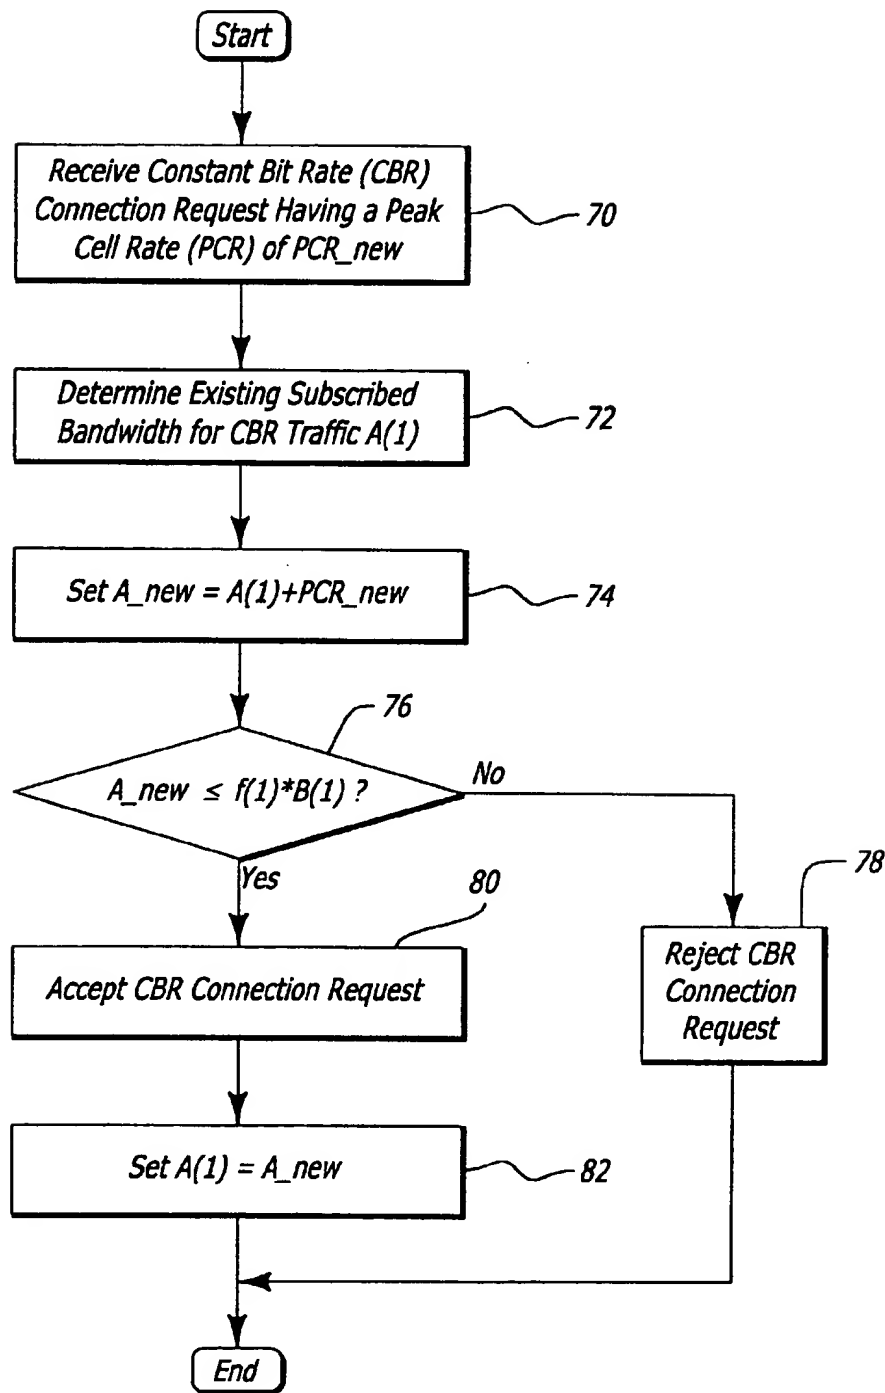 Start
Receive Constant Bit Rate (CBR)
Connection Request Having a Peak
Cell Rate (PCR) of PCR_new
70
Determine Existing Subscribed
Bandwidth for CBR Traffic A(1)
72
Set A_new = A(1)+PCR_new
74
76
A_new ≤ f(1)*B(1) ?
No
Yes
78
80
Reject CBR
Connection
Request
Accept CBR Connection Request
Set A(1) = A_new
82
End